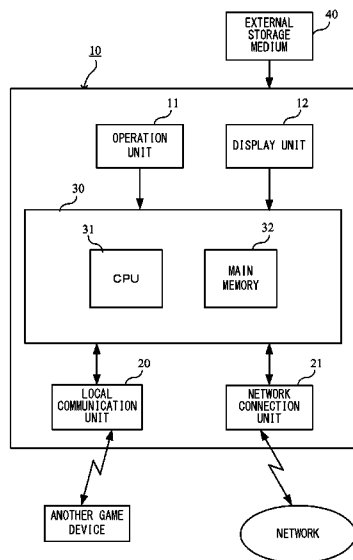 40
EXTERNAL
STORAGE
MEDIUM
10
11
12
OPERATION
UNIT
DISPLAY UNIT
30
31
32
CPU
MAIN
MEMORY
20
21
LOCAL
COMMUNICATION
UNIT
NETWORK
CONNECTION
UNIT
ANOTHER GAME
DEVICE
NETWORK